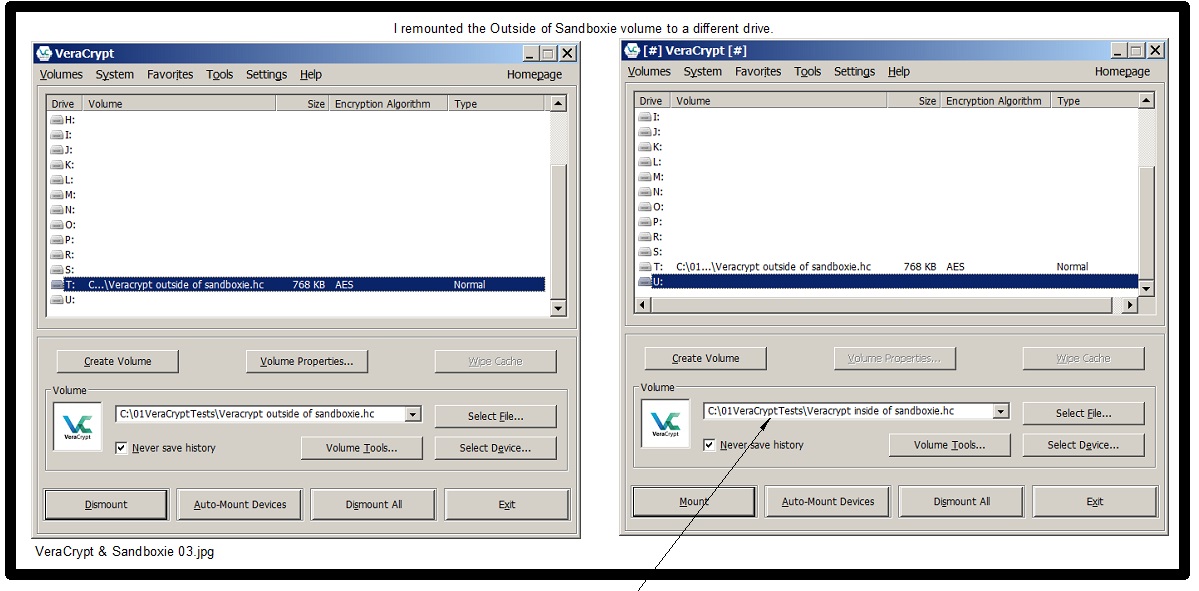 I remounted the Outside of Sandboxie volume to a different drive.
VeraCrypt
Volumes System Favorites Tools Settings Help Homepage
Drive Volume Size Encryption Algorithm Type
H:
I:
J:
K:
L:
M:
N:
O:
P:
R:
S:
T: C...\Veracrypt outside of sandboxie.hc 768 KB AES Normal
U:
Create Volume Volume Properties... Wipe Cache
Volume
VeraCrypt
C:\01VeraCryptTests\Veracrypt outside of sandboxie.hc Select File...
Never save history Volume Tools... Select Device...
Dismount Auto-Mount Devices Dismount All Exit
[#] VeraCrypt [#]
Volumes System Favorites Tools Settings Help Homepage
Drive Volume Size Encryption Algorithm Type
I:
J:
K:
L:
M:
N:
O:
P:
R:
S:
T: C:\01...\Veracrypt outside of sandboxie.hc 768 KB AES Normal
U:
Create Volume Volume Properties... Wipe Cache
Volume
VeraCrypt
C:\01VeraCryptTests\Veracrypt inside of sandboxie.hc Select File...
Never save history Volume Tools... Select Device...
Mount Auto-Mount Devices Dismount All Exit
VeraCrypt & Sandboxie 03.jpg